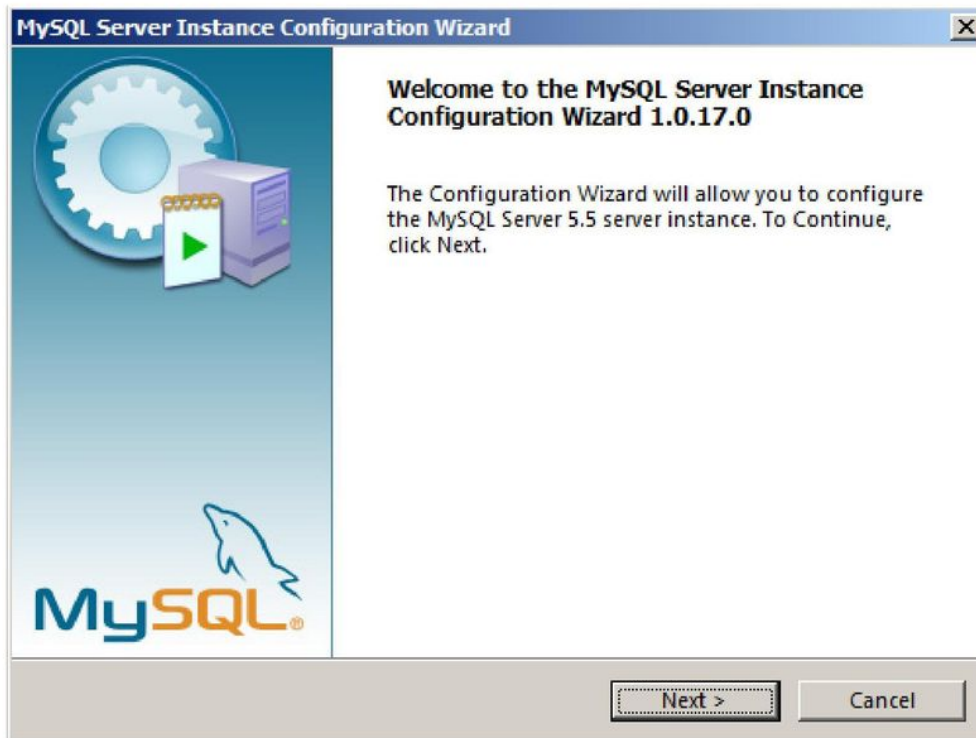 MySQL Server Instance Configuration Wizard
Welcome to the MySQL Server Instance
Configuration Wizard 1.0.17.0
The Configuration Wizard will allow you to configure
the MySQL Server 5.5 server instance. To Continue,
click Next.
MySQL®
Next >
Cancel